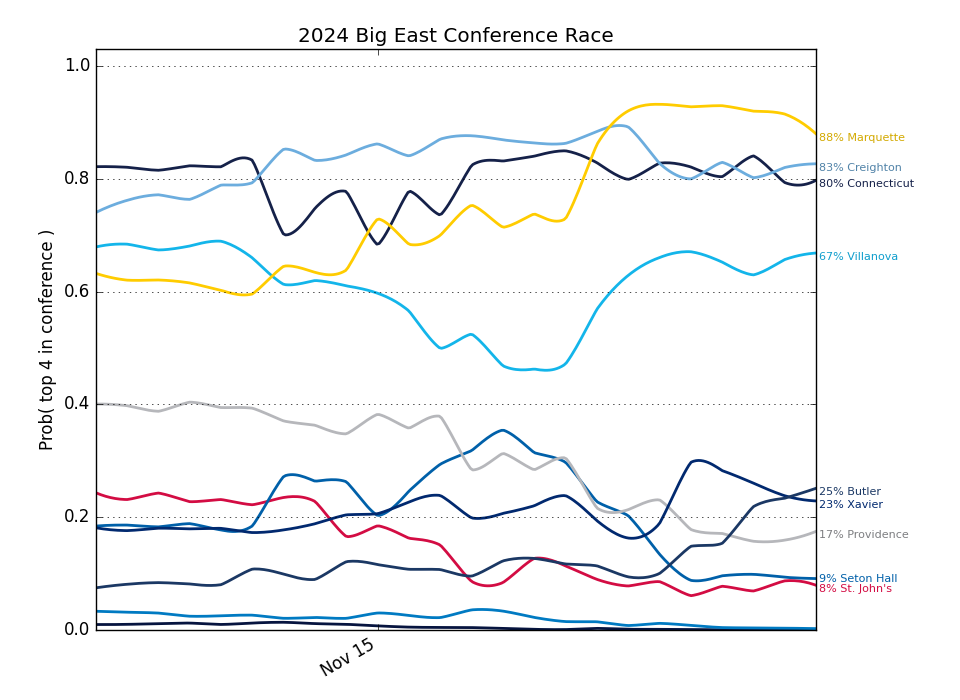 2024 Big East Conference Race
Prob( top 4 in conference )
1.0
0.8
0.6
0.4
0.2
0.0
Nov 15
88% Marquette
83% Creighton
80% Connecticut
67% Villanova
25% Butler
23% Xavier
17% Providence
9% Seton Hall
8% St. John's